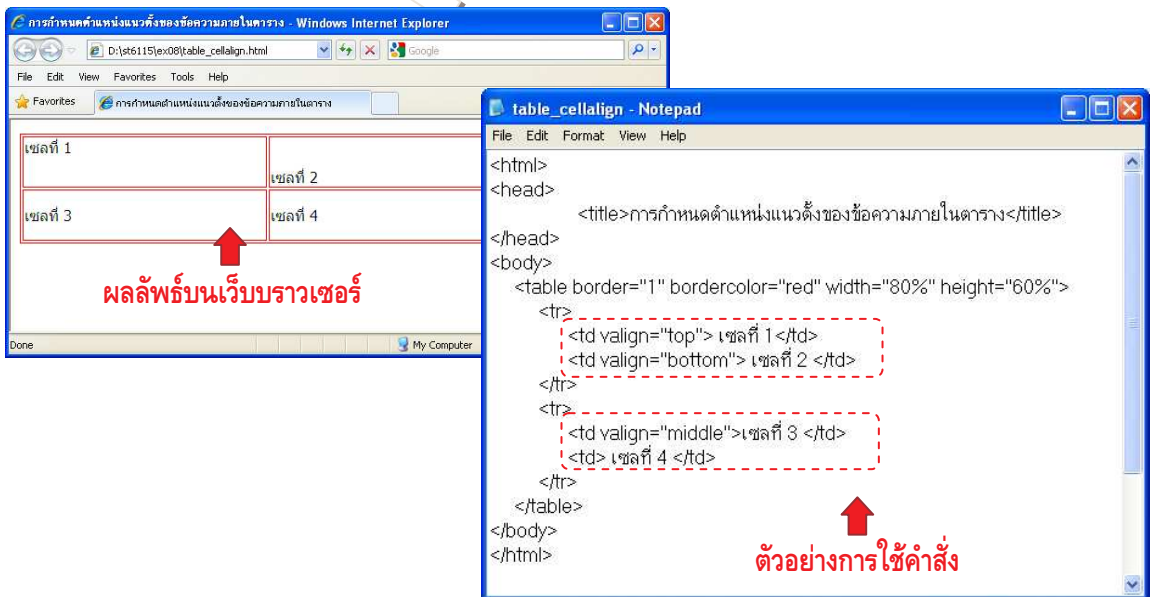 การกำหนดตำแหน่งแนวตั้งของข้อความภายในตาราง - Windows Internet Explorer
D:\st6115\ex08\table_cellalign.html
Google
File Edit View Favorites Tools Help
Favorites
การกำหนดตำแหน่งแนวตั้งของข้อความภายในตาราง
เซลที่ 1
เซลที่ 2
เซลที่ 3
เซลที่ 4
ผลลัพธ์บนเว็บบราวเซอร์
Done
My Computer
table_cellalign - Notepad
File Edit Format View Help
<html>
<head>
<title>การกำหนดตำแหน่งแนวตั้งของข้อความภายในตาราง</title>
</head>
<body>
<table border="1" bordercolor="red" width="80%" height="60%">
<tr>
<td valign="top"> เซลที่ 1</td>
<td valign="bottom"> เซลที่ 2 </td>
</tr>
<tr>
<td valign="middle">เซลที่ 3 </td>
<td> เซลที่ 4 </td>
</tr>
</table>
</body>
</html>
ตัวอย่างการใช้คำสั่ง